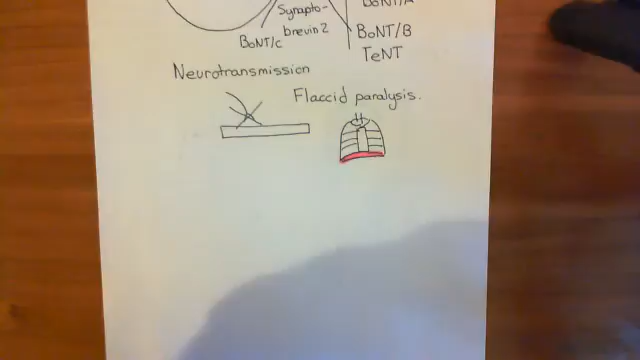 BoNT/A
Synapto-
brevin 2
BoNT/B
BoNT/C
TeNT
Neurotransmission
Flaccid paralysis.